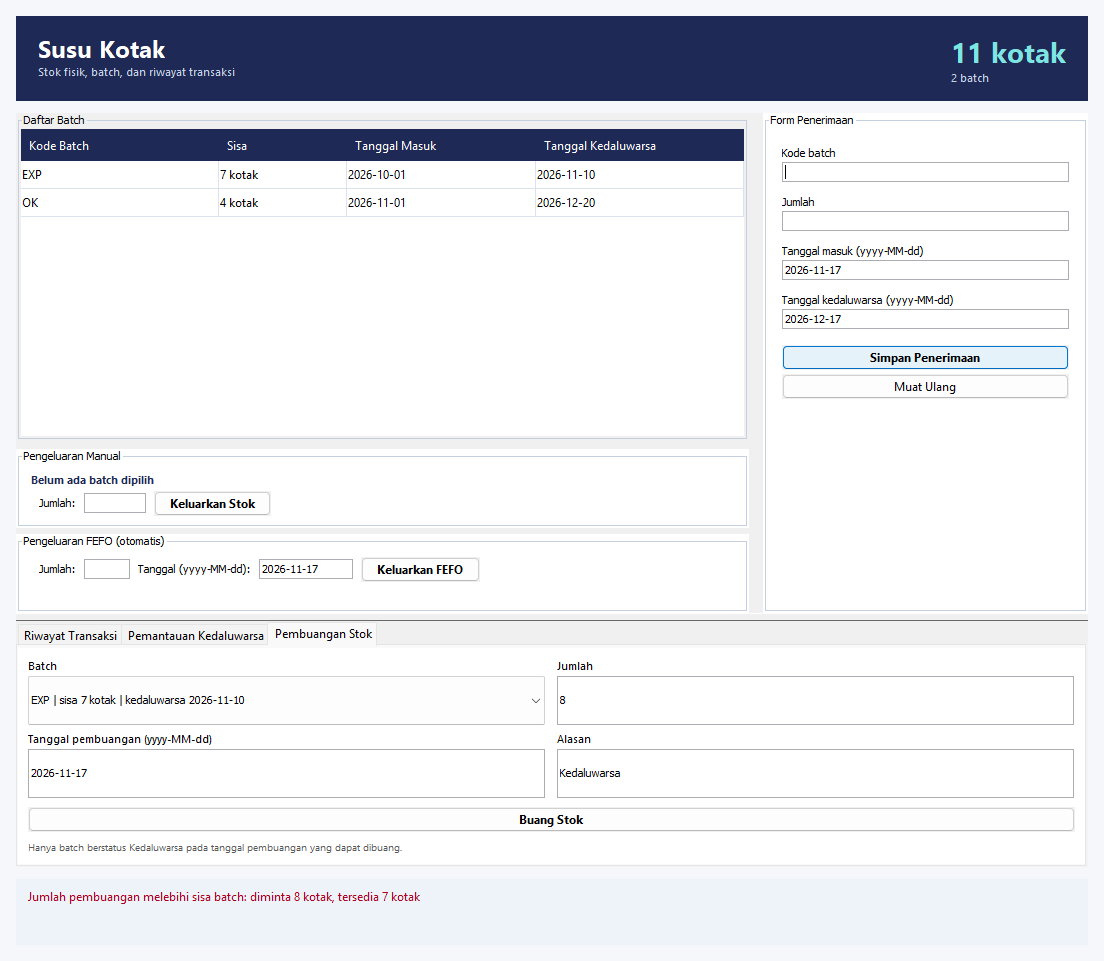 Susu Kotak
Stok fisik, batch, dan riwayat transaksi
11 kotak
2 batch
Daftar Batch
Kode Batch Sisa Tanggal Masuk Tanggal Kedaluwarsa
EXP 7 kotak 2026-10-01 2026-11-10
OK 4 kotak 2026-11-01 2026-12-20
Form Penerimaan
Kode batch
Jumlah
Tanggal masuk (yyyy-MM-dd)
2026-11-17
Tanggal kedaluwarsa (yyyy-MM-dd)
2026-12-17
Simpan Penerimaan
Muat Ulang
Pengeluaran Manual
Belum ada batch dipilih
Jumlah: Keluarkan Stok
Pengeluaran FEFO (otomatis)
Jumlah: Tanggal (yyyy-MM-dd): 2026-11-17 Keluarkan FEFO
Riwayat Transaksi Pemantauan Kedaluwarsa Pembuangan Stok
Batch Jumlah
EXP | sisa 7 kotak | kedaluwarsa 2026-11-10 8
Tanggal pembuangan (yyyy-MM-dd) Alasan
2026-11-17 Kedaluwarsa
Buang Stok
Hanya batch berstatus Kedaluwarsa pada tanggal pembuangan yang dapat dibuang.
Jumlah pembuangan melebihi sisa batch: diminta 8 kotak, tersedia 7 kotak